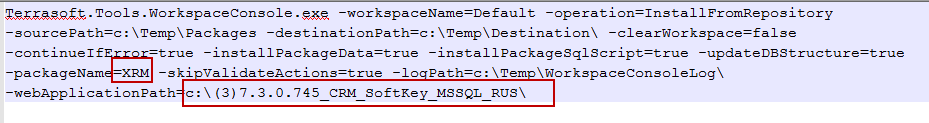 Terrasoft.Tools.WorkspaceConsole.exe -workspaceName=Default -operation=InstallFromRepository
-sourcePath=c:\Temp\Packages -destinationPath=c:\Temp\Destination\ -clearWorkspace=false
-continueIfError=true -installPackageData=true -installPackageSqlScript=true -updateDBStructure=true
-packageName=XRM -skipValidateActions=true -logPath=c:\Temp\WorkspaceConsoleLog\
-webApplicationPath=c:\(3)7.3.0.745_CRM_SoftKey_MSSQL_RUS\